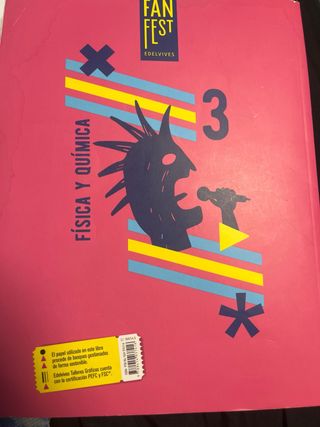 FAN
FEST
EDELVIVES
3
FÍSICA Y QUÍMICA
El papel utilizado en este libro
procede de bosques gestionados
de forma sostenible.
Edelvives Talleres Gráficos cuenta
con la certificación PEFC y FSC®.